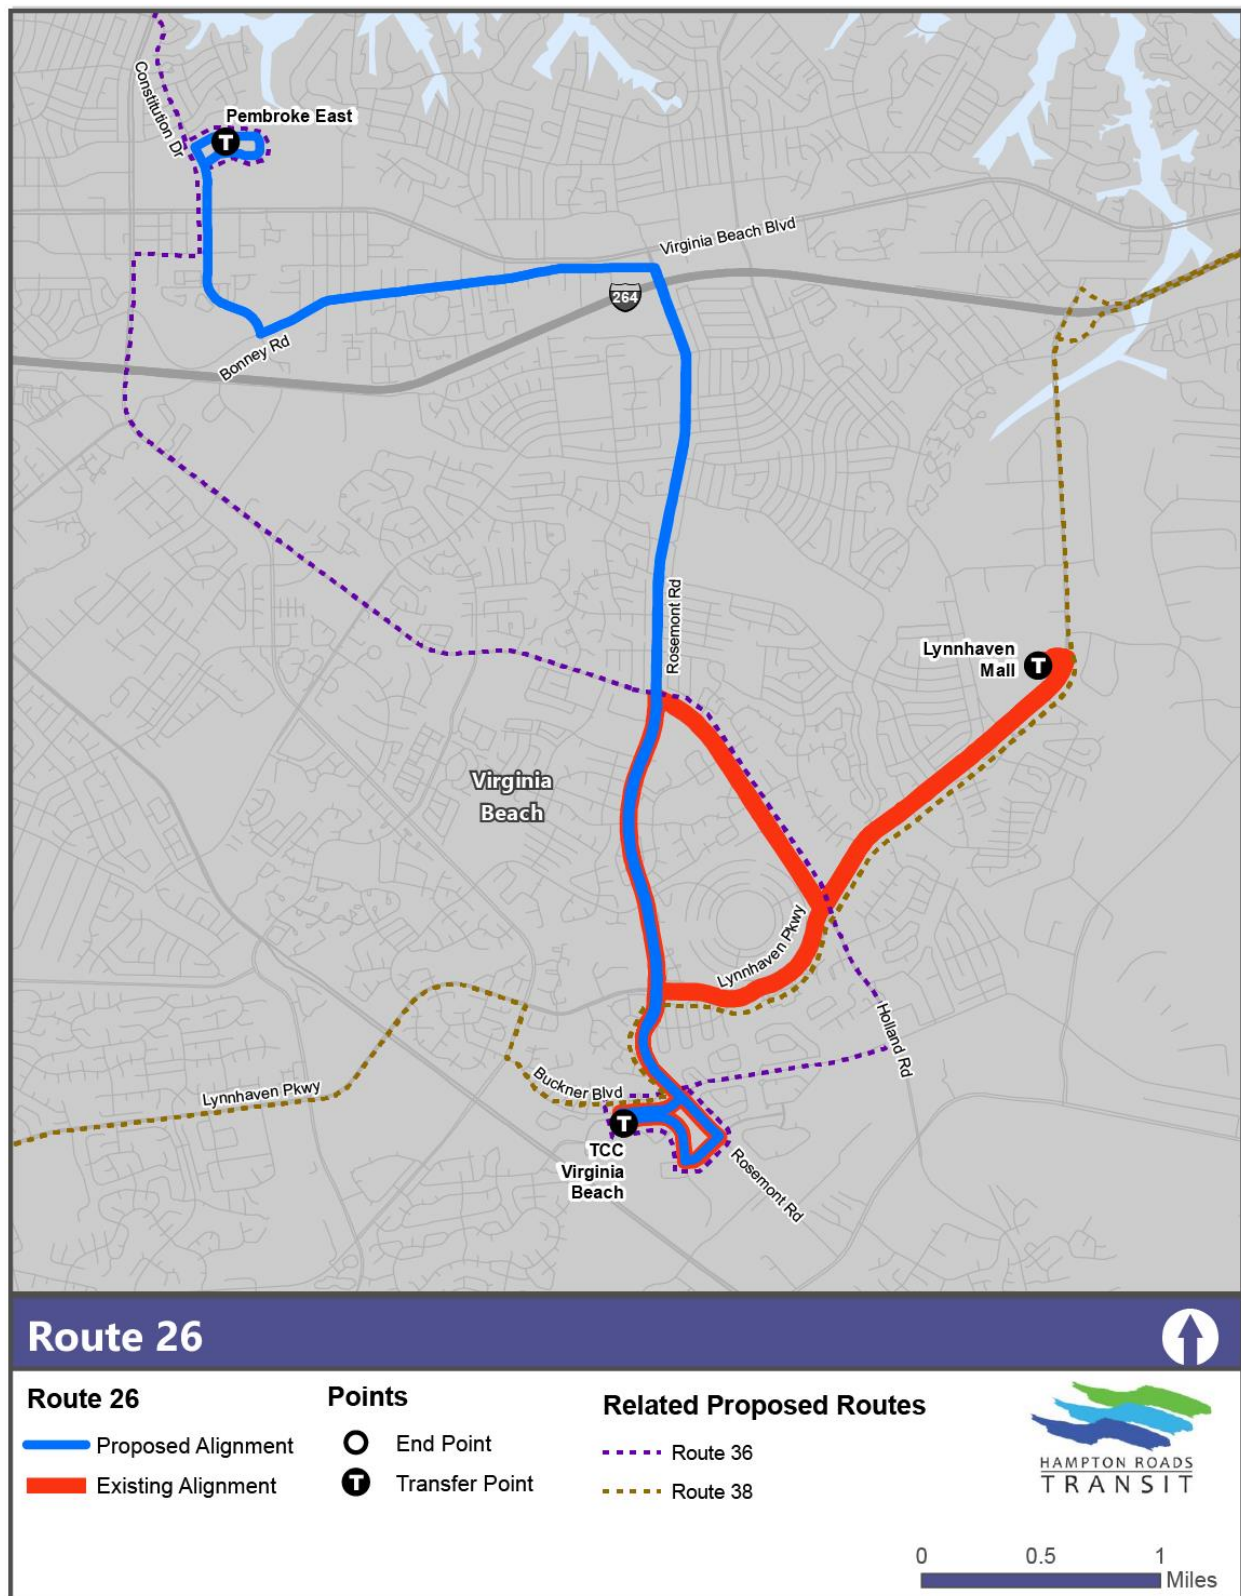 Constitution Dr
Pembroke East
T
Virginia Beach Blvd
264
Bonney Rd
Rosemont Rd
Lynnhaven
Mall
T
Virginia
Beach
Lynnhaven Pkwy
Holland Rd
Buckner Blvd
Lynnhaven Pkwy
T
TCC
Virginia
Beach
Rosemont Rd
Route 26
Route 26
Proposed Alignment
Existing Alignment
Points
End Point
T Transfer Point
Related Proposed Routes
Route 36
Route 38
HAMPTON ROADS
TRANSIT
0 0.5 1
Miles